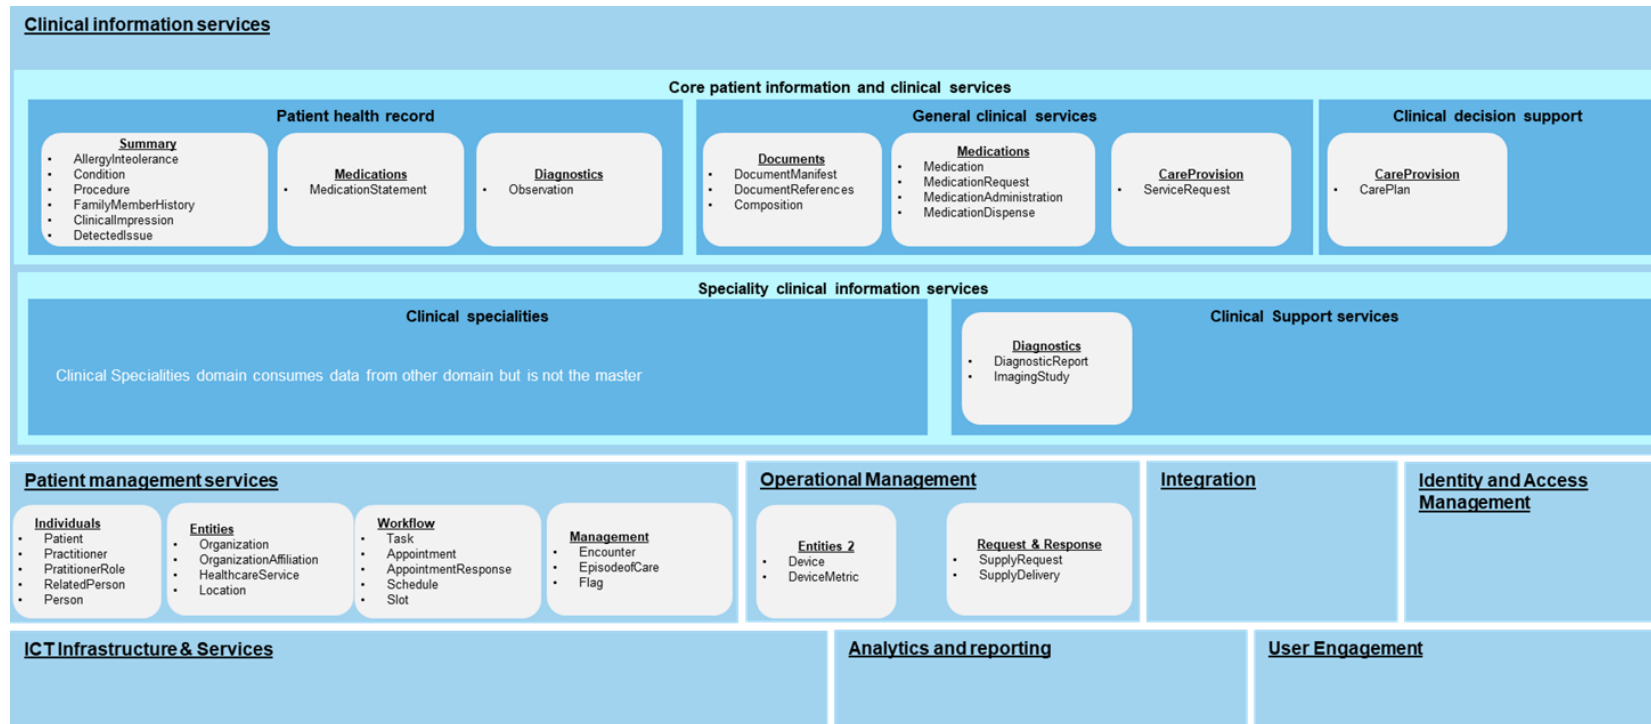 Clinical information services
Core patient information and clinical services
Patient health record
Summary
• AllergyInteolerance
• Condition
• Procedure
• FamilyMemberHistory
• ClinicalImpression
• DetectedIssue
Medications
• MedicationStatement
Diagnostics
• Observation
General clinical services
Documents
• DocumentManifest
• DocumentReferences
• Composition
Medications
• Medication
• MedicationRequest
• MedicationAdministration
• MedicationDispense
CareProvision
• ServiceRequest
Clinical decision support
CareProvision
• CarePlan
Speciality clinical information services
Clinical specialities
Clinical Specialities domain consumes data from other domain but is not the master
Clinical Support services
Diagnostics
• DiagnosticReport
• ImagingStudy
Patient management services
Individuals
• Patient
• Practitioner
• PratitionerRole
• RelatedPerson
• Person
Entities
• Organization
• OrganizationAffiliation
• HealthcareService
• Location
Workflow
• Task
• Appointment
• AppointmentResponse
• Schedule
• Slot
Management
• Encounter
• EpisodeofCare
• Flag
Operational Management
Entities 2
• Device
• DeviceMetric
Request & Response
• SupplyRequest
• SupplyDelivery
Integration
Identity and Access
Management
ICT Infrastructure & Services
Analytics and reporting
User Engagement